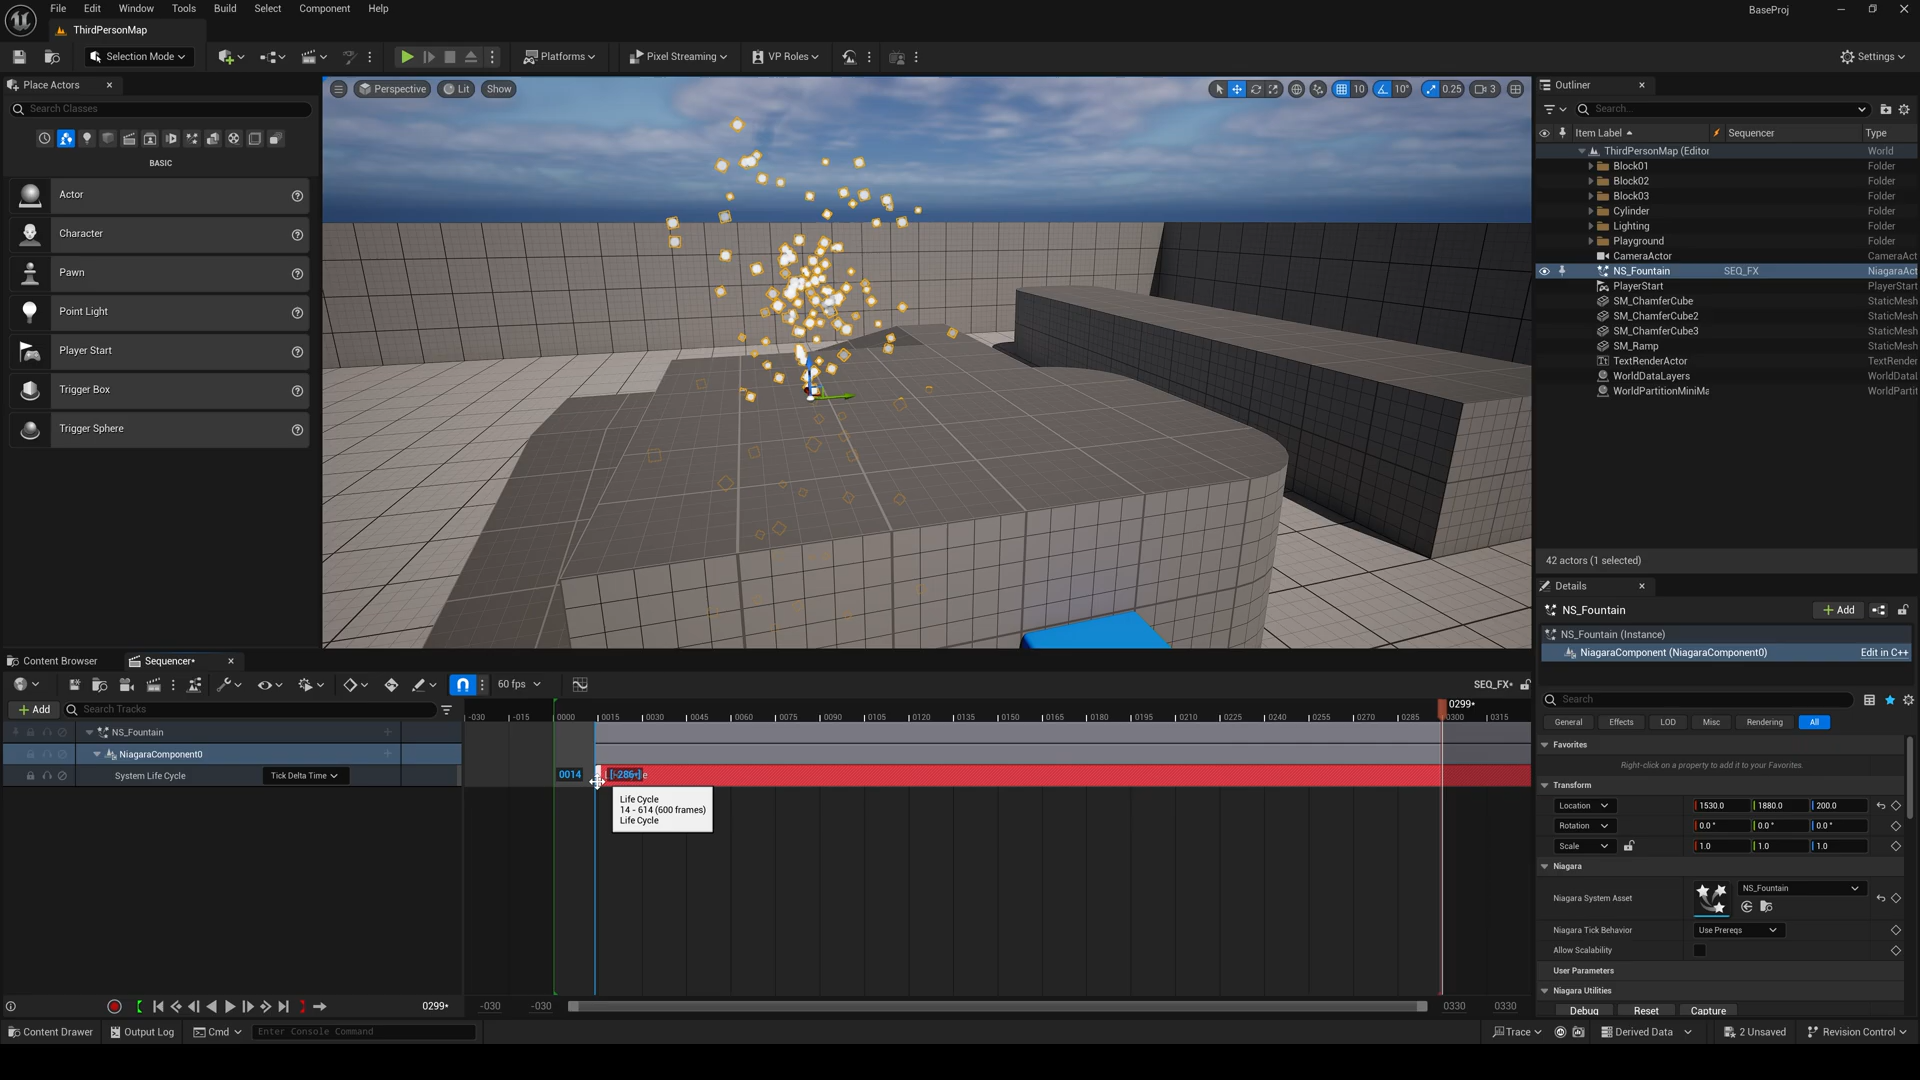 File Edit Window Tools Build Select Component Help
BaseProj
ThirdPersonMap
Selection Mode
Platforms
Pixel Streaming
VP Roles
Settings
Place Actors
Search Classes
BASIC
Actor
Character
Pawn
Point Light
Player Start
Trigger Box
Trigger Sphere
Perspective Lit Show
10 10° 0.25 3
Outliner
Search...
Item Label Sequencer Type
ThirdPersonMap (Editor World
Block01 Folder
Block02 Folder
Block03 Folder
Cylinder Folder
Lighting Folder
Playground Folder
CameraActor CameraAct
NS_Fountain SEQ_FX NiagaraAct
PlayerStart PlayerStart
SM_ChamferCube StaticMesh
SM_ChamferCube2 StaticMesh
SM_ChamferCube3 StaticMesh
SM_Ramp StaticMesh
TextRenderActor TextRender
WorldDataLayers WorldDataL
WorldPartitionMiniMa WorldPartit
42 actors (1 selected)
Details
NS_Fountain
Add
NS_Fountain (Instance)
NiagaraComponent (NiagaraComponent0) Edit in C++
Search
General Effects LOD Misc Rendering All
Favorites
Right-click on a property to add it to your Favorites.
Transform
Location 1530.0 1880.0 200.0
Rotation 0.0° 0.0° 0.0°
Scale 1.0 1.0 1.0
Niagara
Niagara System Asset NS_Fountain
Niagara Tick Behavior Use Prereqs
Allow Scalability
User Parameters
Niagara Utilities
Debug Reset Capture
Content Browser Sequencer*
60 fps
SEQ_FX*
Add Search Tracks
0299*
-030 -015 0000 0015 0030 0045 0060 0075 0090 0105 0120 0135 0150 0165 0180 0195 0210 0225 0240 0255 0270 0285 0300 0315
NS_Fountain
NiagaraComponent0
System Life Cycle Tick Delta Time
0014 [-286*]
Life Cycle
14 - 614 (600 frames)
Life Cycle
0299* -030 -030 0330 0330
Content Drawer Output Log Cmd Enter Console Command
Trace Derived Data 2 Unsaved Revision Control